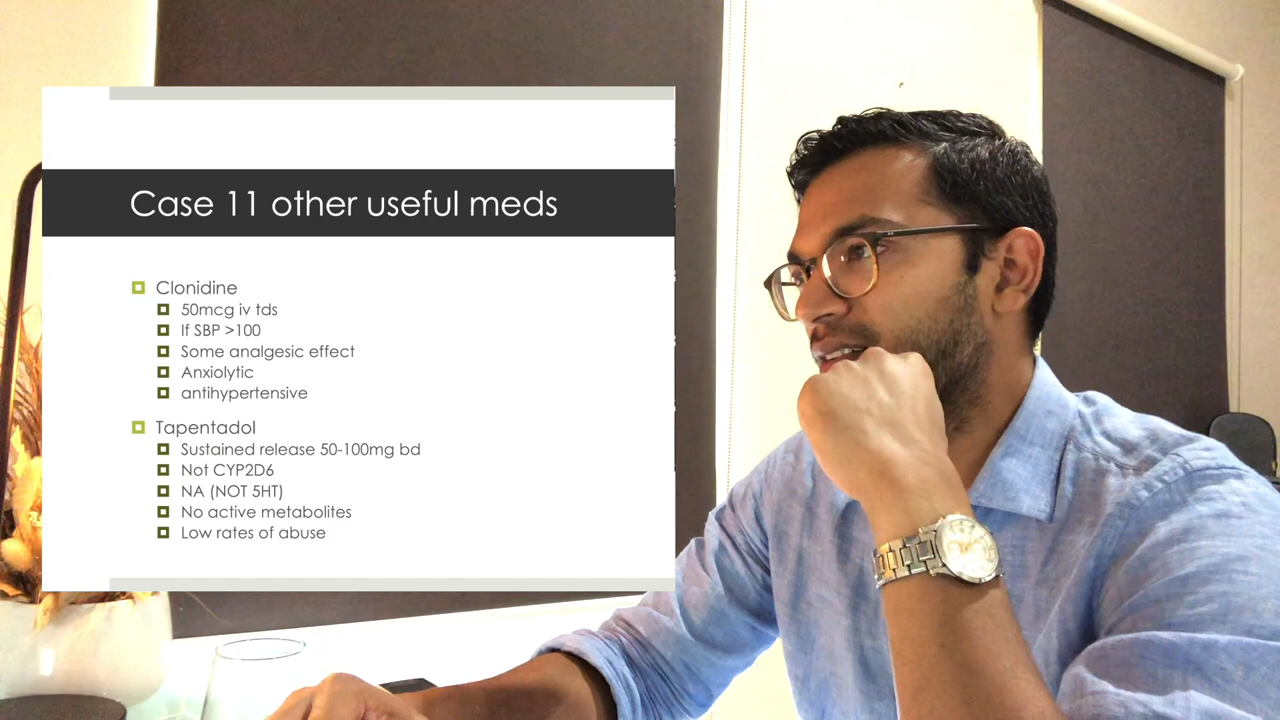 Case 11 other useful meds
Clonidine
50mcg iv tds
If SBP >100
Some analgesic effect
Anxiolytic
antihypertensive
Tapentadol
Sustained release 50-100mg bd
Not CYP2D6
NA (NOT 5HT)
No active metabolites
Low rates of abuse